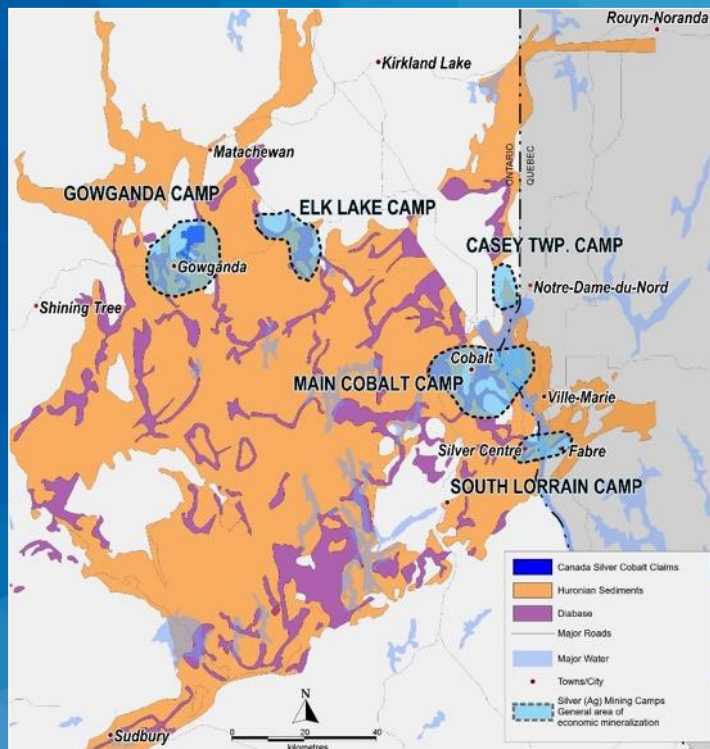 Rouyn-Noranda
Kirkland Lake
Matachewan
ONTARIO
QUEBEC
GOWGANDA CAMP
ELK LAKE CAMP
CASEY TWP. CAMP
Gowganda
Notre-Dame-du-Nord
Shining Tree
Cobalt
MAIN COBALT CAMP
Ville-Marie
Silver Centre
Fabre
SOUTH LORRAIN CAMP
Canada Silver Cobalt Claims
Huronian Sediments
Diabase
Major Roads
Major Water
Towns/City
Silver (Ag) Mining Camps
General area of
economic mineralization
N
0 20 40
kilometres
Sudbury